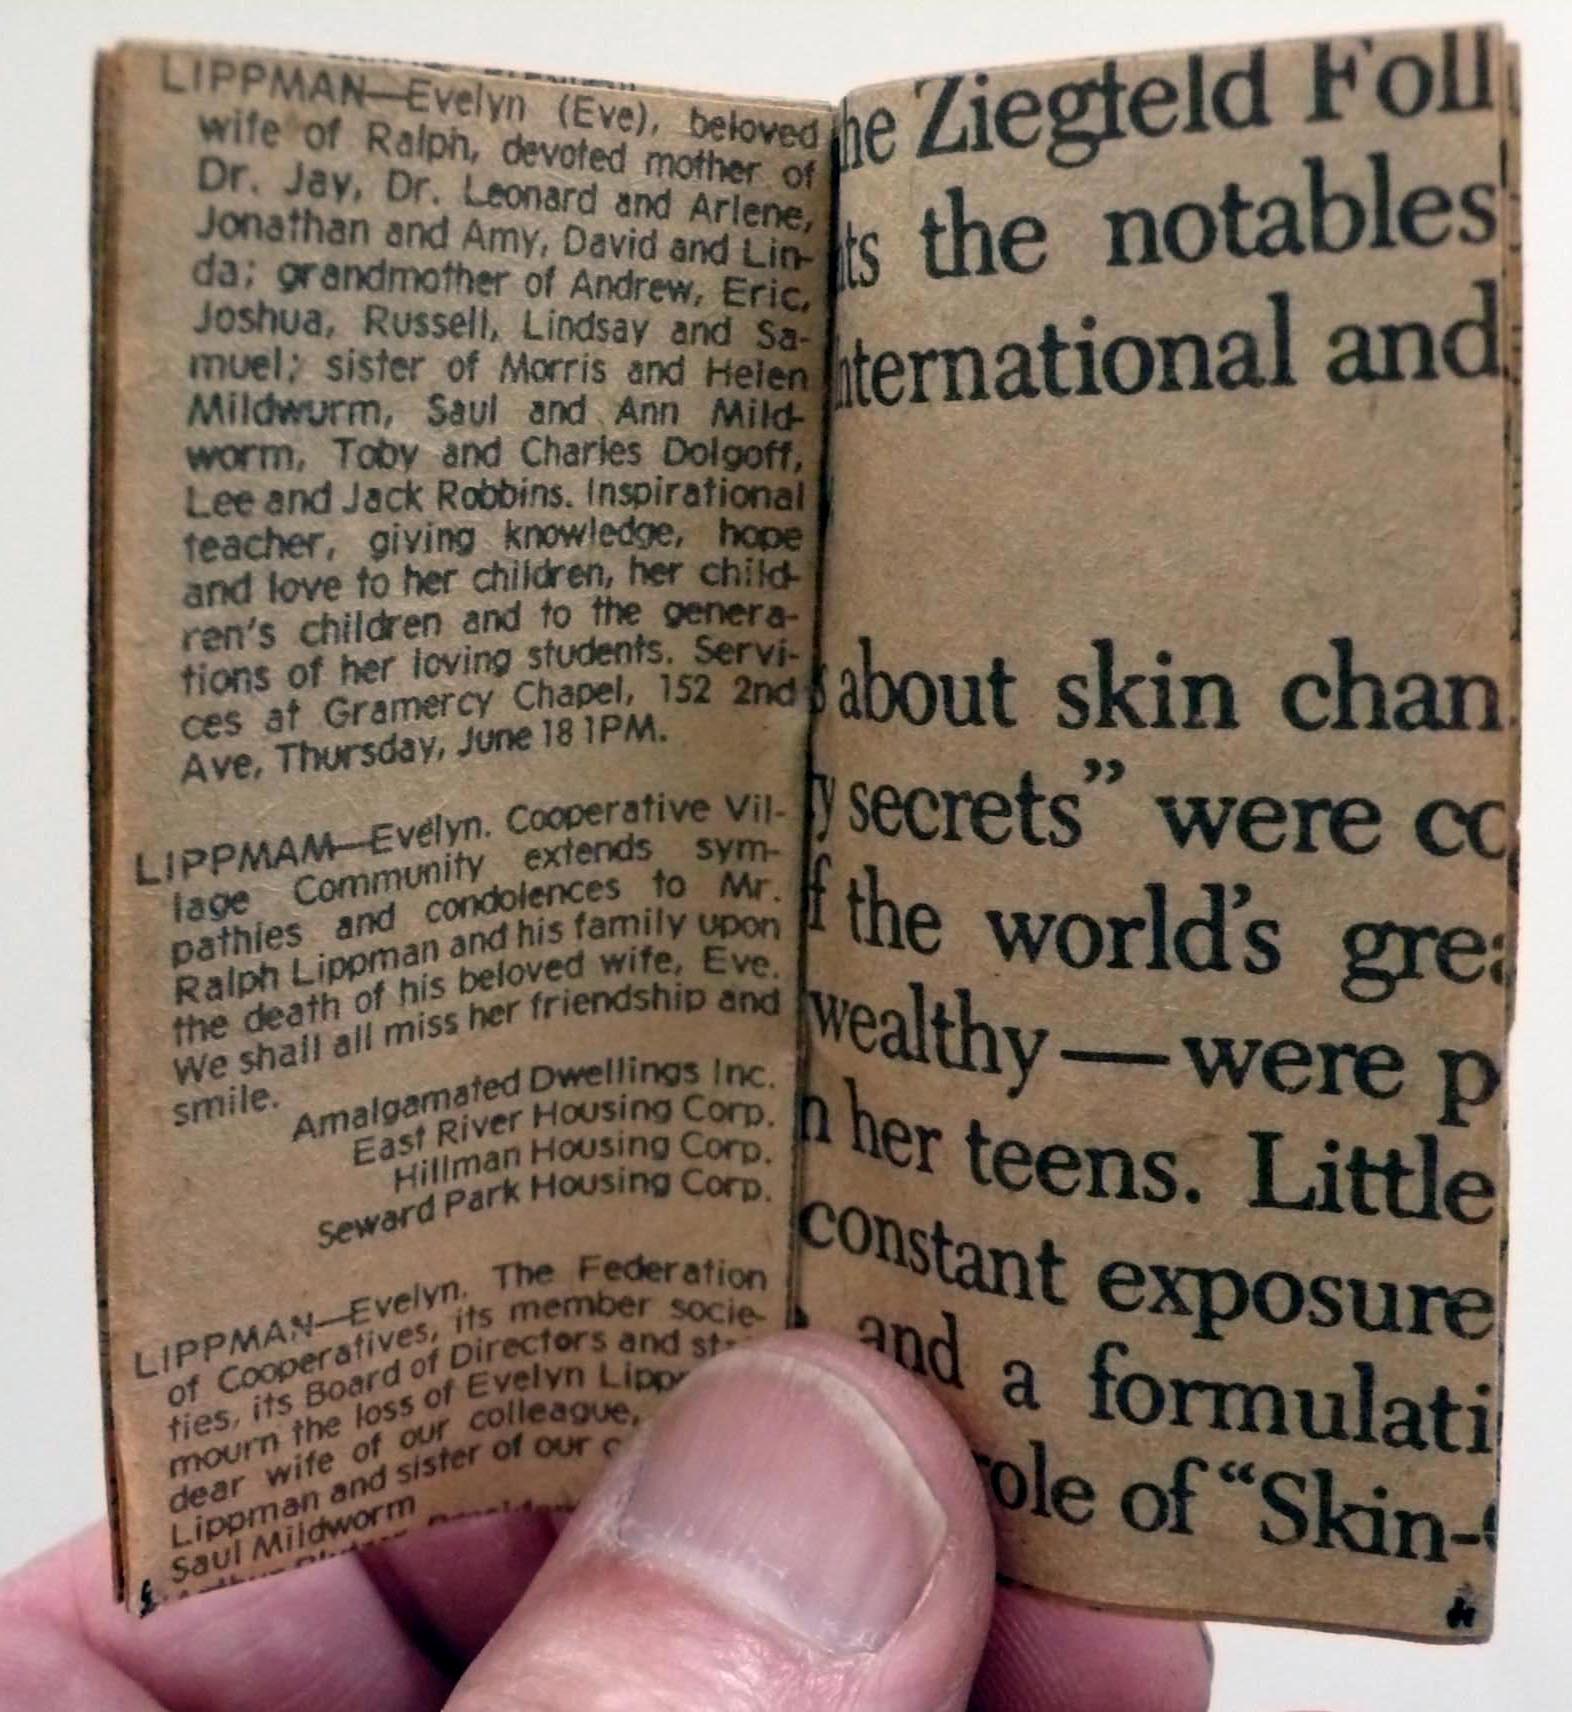 LIPPMAN—Evelyn (Eve), beloved
wife of Ralph, devoted mother of
Dr. Jay, Dr. Leonard and Arlene,
Jonathan and Amy, David and Lin-
da; grandmother of Andrew, Eric,
Joshua, Russell, Lindsay and Sa-
muel; sister of Morris and Helen
Mildwurm, Saul and Ann Mild-
worm, Toby and Charles Dolgoff,
Lee and Jack Robbins. Inspirational
teacher, giving knowledge, hope
and love to her children, her child-
ren's children and to the genera-
tions of her loving students. Servi-
ces at Gramercy Chapel, 152 2nd
Ave, Thursday, June 18 1PM.
LIPPMAM—Evelyn. Cooperative Vil-
lage Community extends sym-
pathies and condolences to Mr.
Ralph Lippman and his family upon
the death of his beloved wife, Eve.
We shall all miss her friendship and
smile.
Amalgamated Dwellings Inc.
East River Housing Corp.
Hillman Housing Corp.
Seward Park Housing Corp.
LIPPMAN—Evelyn. The Federation
of Cooperatives, its member socie-
ties, its Board of Directors and
mourn the loss of Evelyn
dear wife of our colleague,
Lippman and sister of our
Saul Mildworm
he Ziegfeld Foll
ts the notables
nternational and
about skin chan
y secrets” were co
f the world’s grea
wealthy—were p
n her teens. Little
constant exposure
and a formulati
role of “Skin-